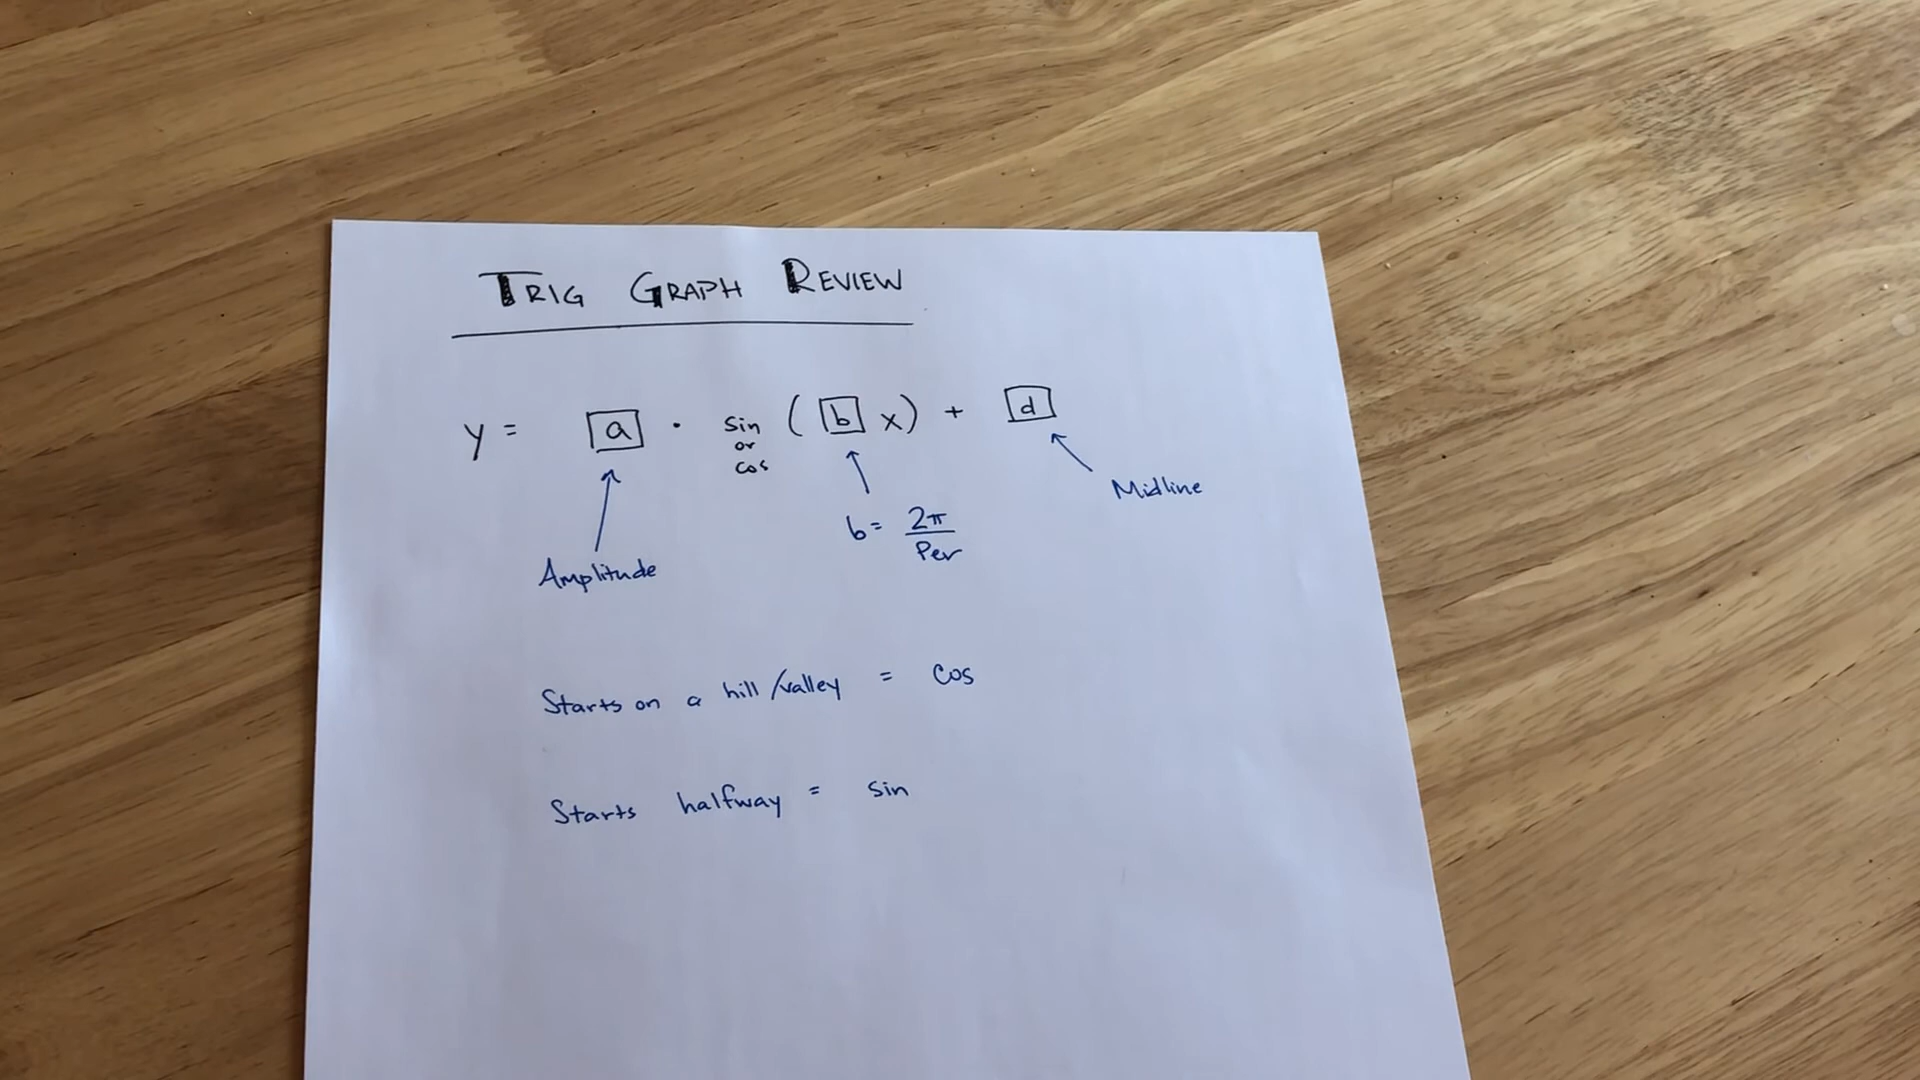 TRIG GRAPH REVIEW
y = a · sin or cos (b x) + d
Amplitude
b = 2π/Per
Midline
Starts on a hill/valley = cos
Starts halfway = sin